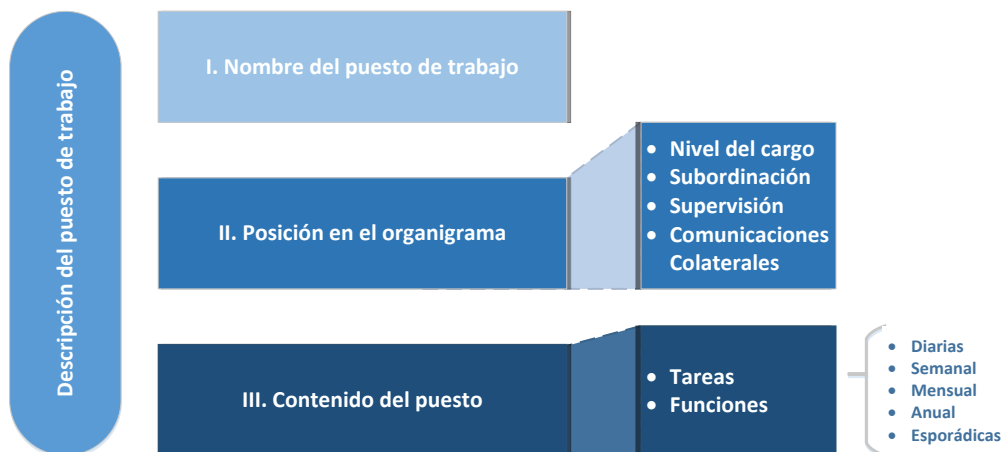 Descripción del puesto de trabajo
I. Nombre del puesto de trabajo
II. Posición en el organigrama
• Nivel del cargo
• Subordinación
• Supervisión
• Comunicaciones
Colaterales
III. Contenido del puesto
• Tareas
• Funciones
• Diarias
• Semanal
• Mensual
• Anual
• Esporádicas